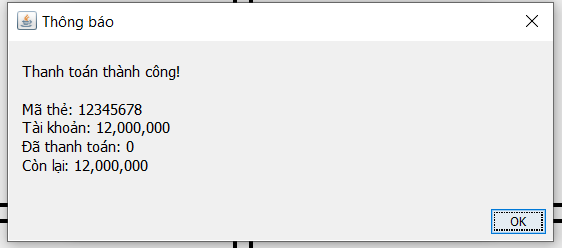 Thông báo
Thanh toán thành công!
Mã thẻ: 12345678
Tài khoản: 12,000,000
Đã thanh toán: 0
Còn lại: 12,000,000
OK